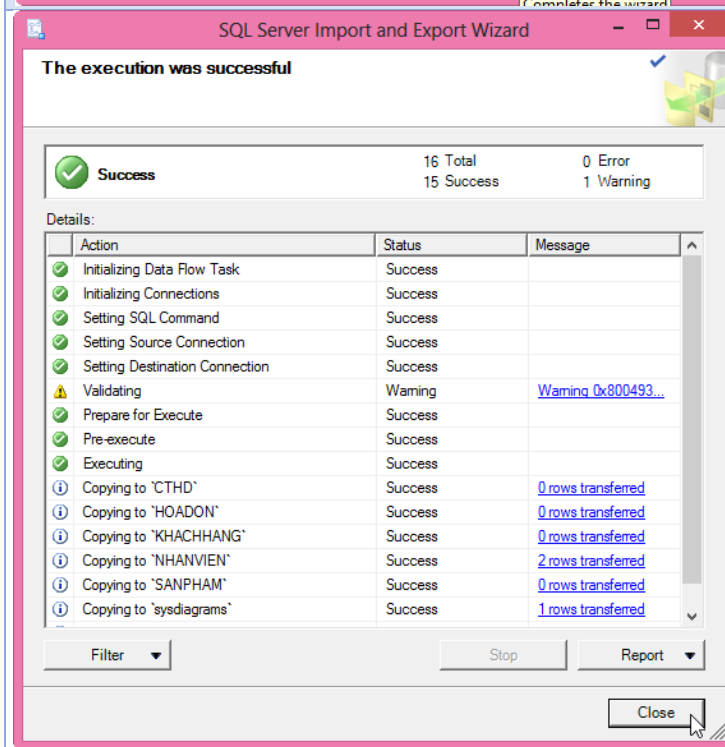 Completes the wizard
SQL Server Import and Export Wizard
The execution was successful
Success 16 Total 0 Error
15 Success 1 Warning
Details:
Action Status Message
Initializing Data Flow Task Success
Initializing Connections Success
Setting SQL Command Success
Setting Source Connection Success
Setting Destination Connection Success
Validating Warning Warning 0x800493...
Prepare for Execute Success
Pre-execute Success
Executing Success
Copying to `CTHD` Success 0 rows transferred
Copying to `HOADON` Success 0 rows transferred
Copying to `KHACHHANG` Success 0 rows transferred
Copying to `NHANVIEN` Success 2 rows transferred
Copying to `SANPHAM` Success 0 rows transferred
Copying to `sysdiagrams` Success 1 rows transferred
Filter Stop Report
Close